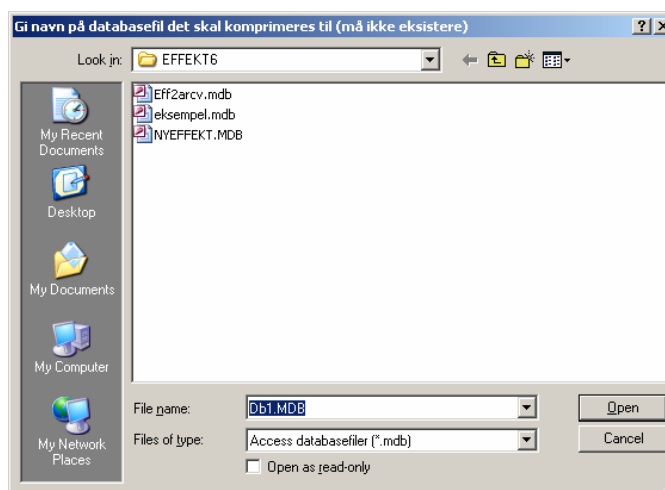 Gi navn på databasefil det skal komprimeres til (må ikke eksistere)
Look in: EFFEKT6
Eff2arcv.mdb
eksempel.mdb
NYEFFEKT.MDB
My Recent
Documents
Desktop
My Documents
My Computer
My Network
Places
File name: Db1.MDB Open
Files of type: Access databasefiler (*.mdb) Cancel
Open as read-only